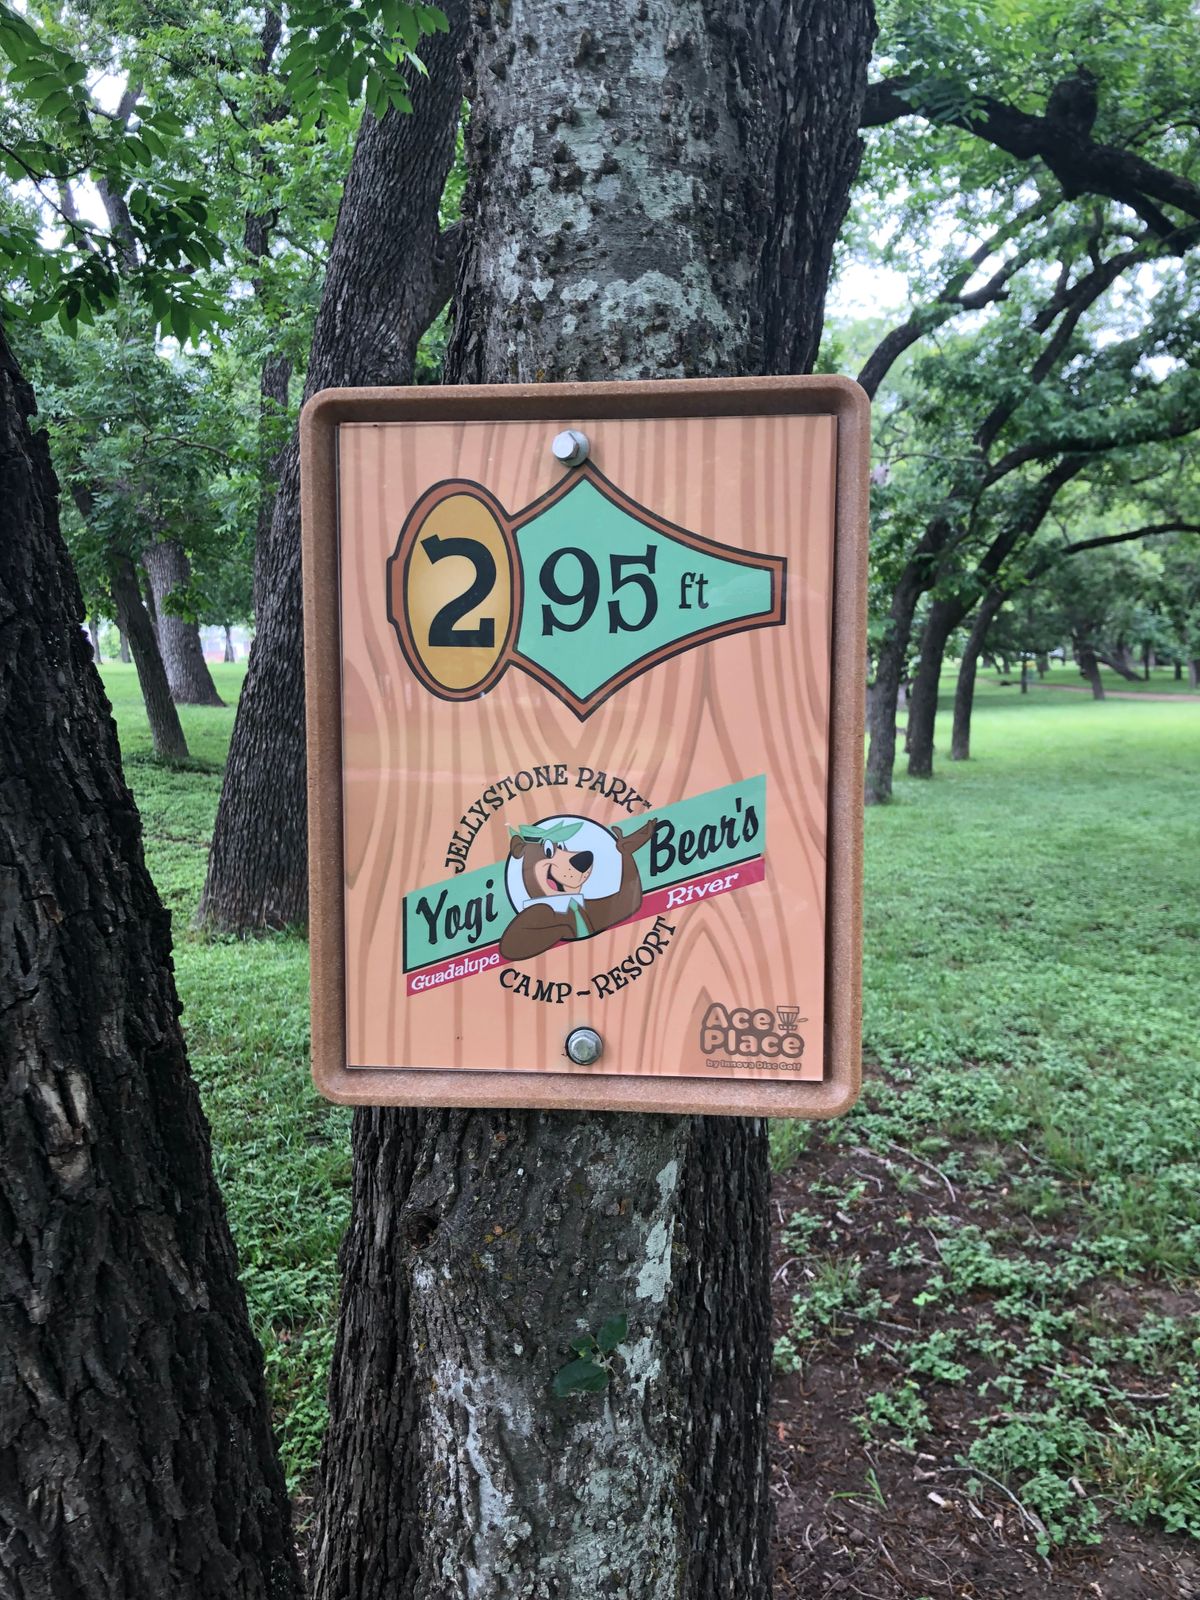 2 95 ft
JELLYSTONE PARK™
Yogi Bear's
Guadalupe River
CAMP~RESORT
Ace
Place
by Innova Disc Golf